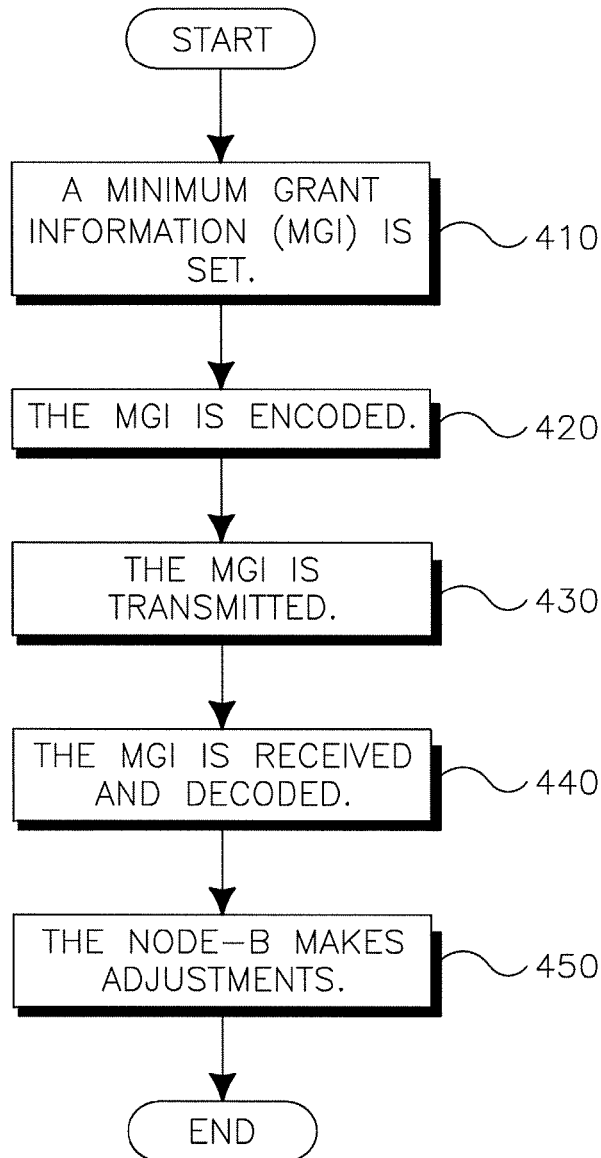 START
A MINIMUM GRANT
INFORMATION (MGI) IS
SET.
410
THE MGI IS ENCODED.
420
THE MGI IS
TRANSMITTED.
430
THE MGI IS RECEIVED
AND DECODED.
440
THE NODE-B MAKES
ADJUSTMENTS.
450
END